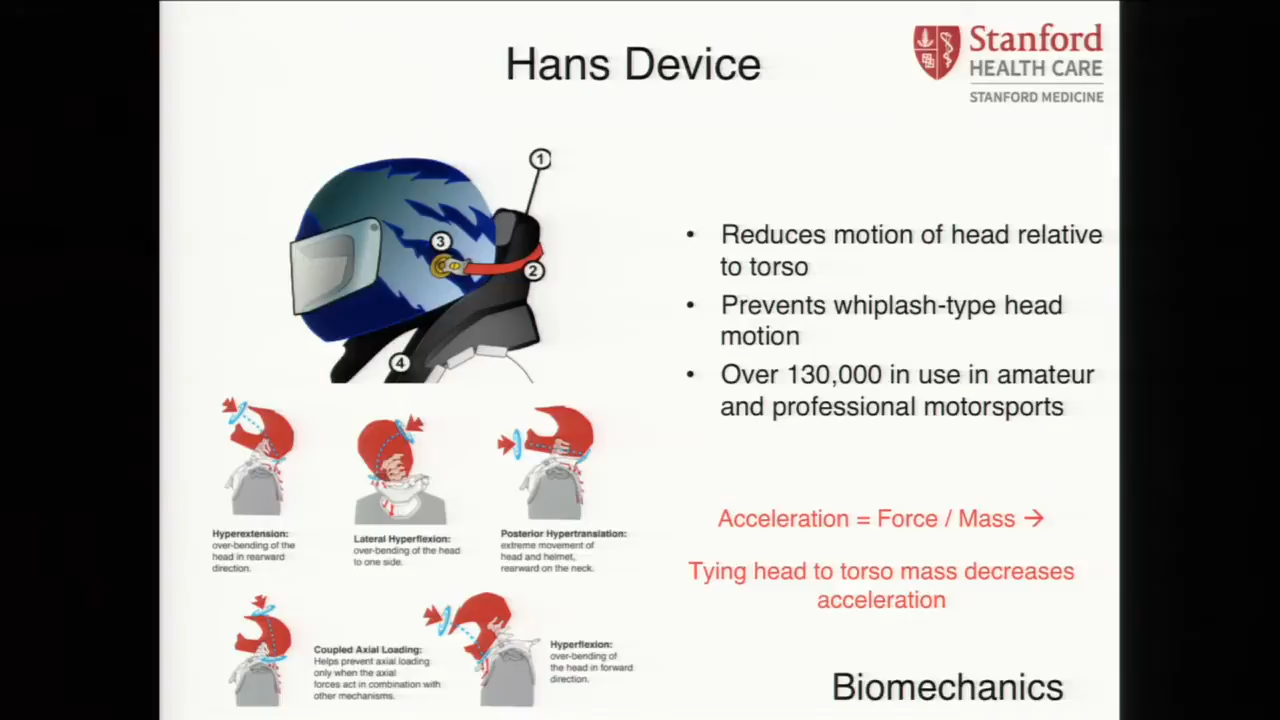 Hans Device
Stanford
HEALTH CARE
STANFORD MEDICINE
1
3
2
4
• Reduces motion of head relative
to torso
• Prevents whiplash-type head
motion
• Over 130,000 in use in amateur
and professional motorsports
Hyperextension:
over-bending of the
head in rearward
direction.
Lateral Hyperflexion:
over-bending of the head
to one side.
Posterior Hypertranslation:
extreme movement of
head and helmet,
rearward on the neck.
Acceleration = Force / Mass →
Tying head to torso mass decreases
acceleration
Coupled Axial Loading:
Helps prevent axial loading
only when the axial
forces act in combination with
other mechanisms.
Hyperflexion:
over-bending of
the head in forward
direction.
Biomechanics